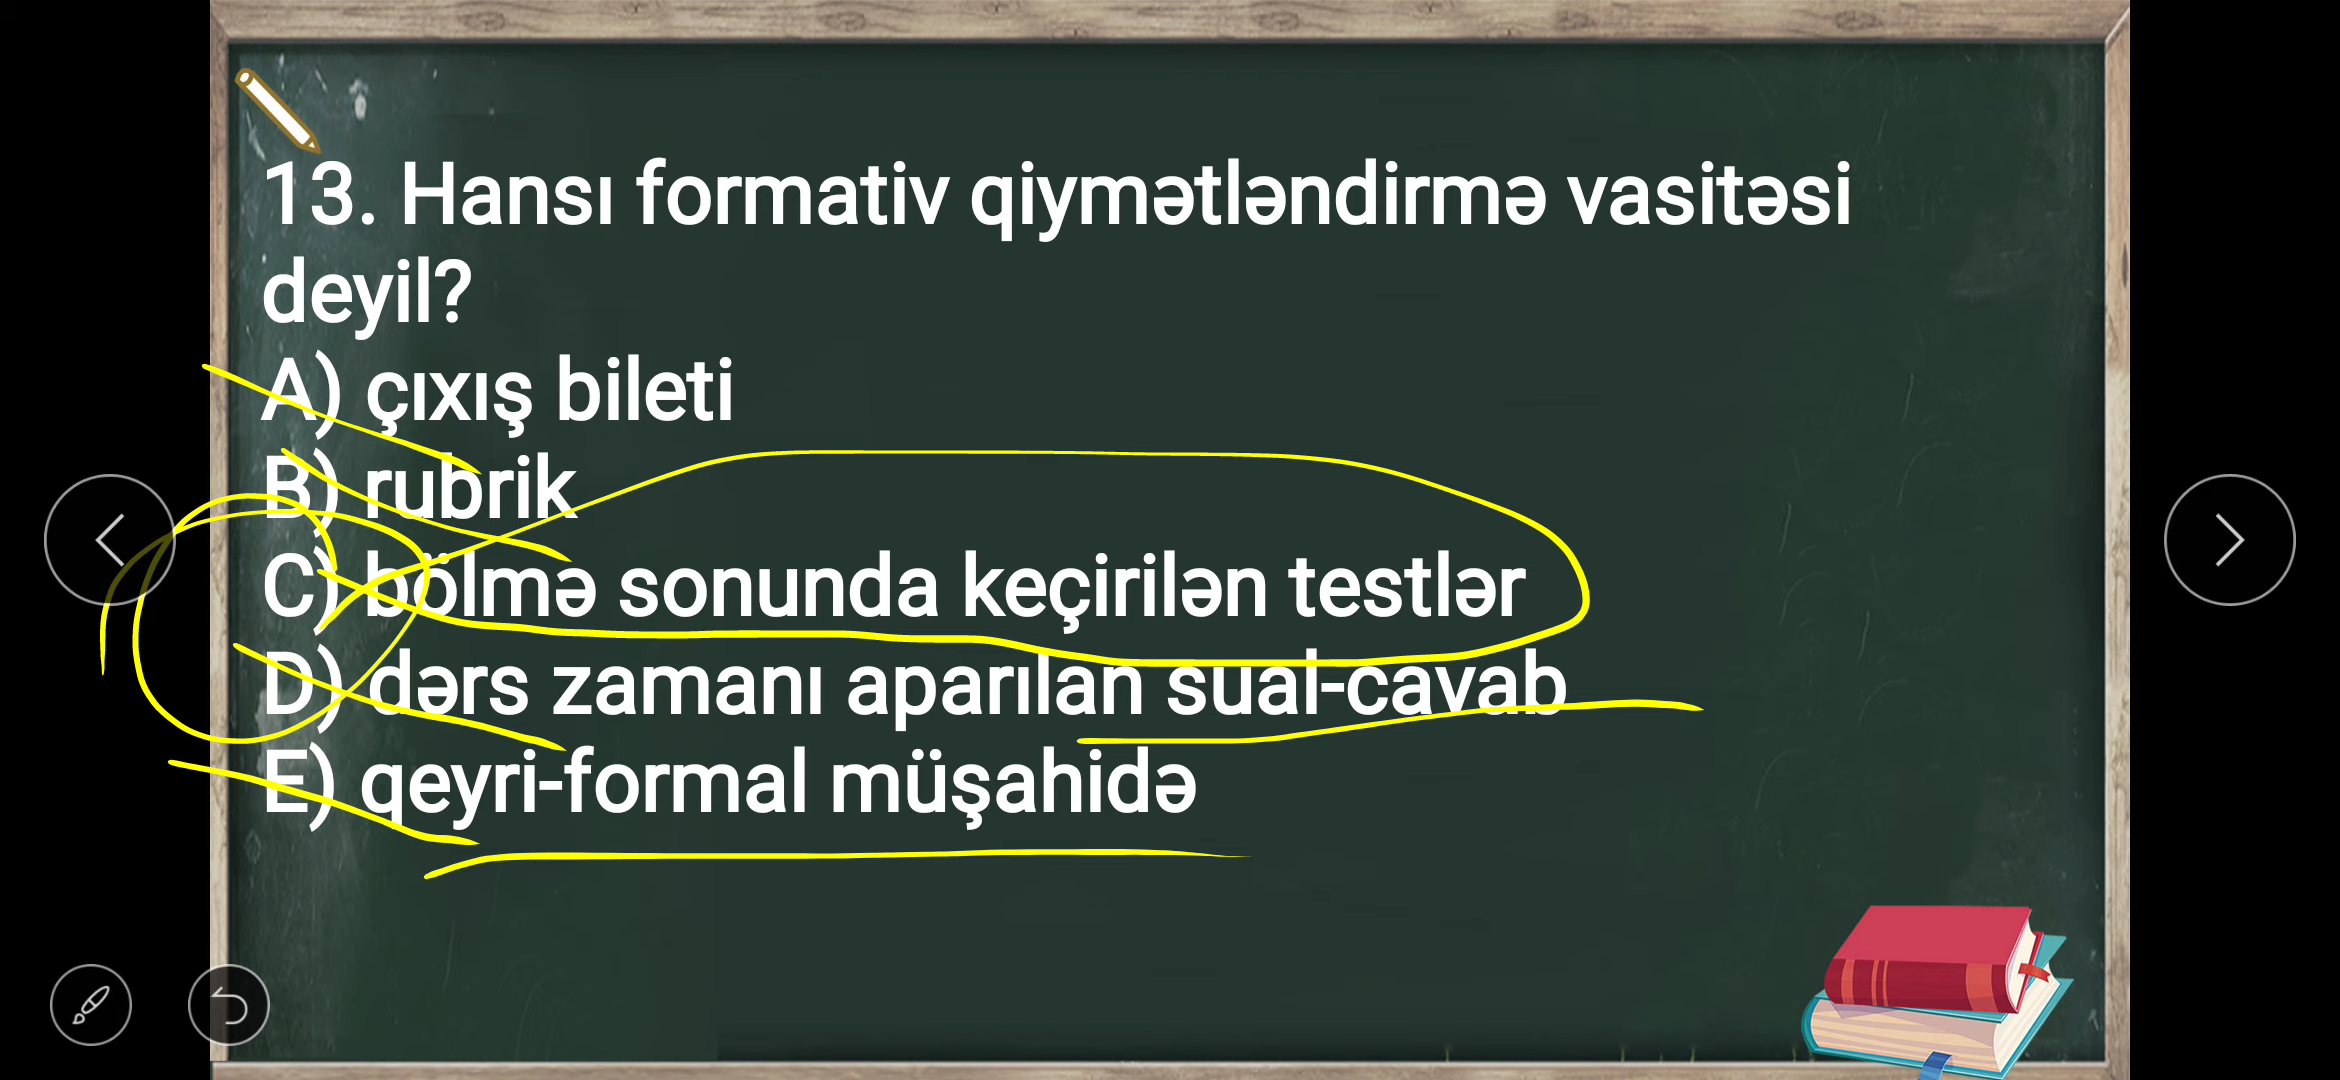 13. Hansı formativ qiymətləndirmə vasitəsi
deyil?
A) çıxış bileti
B) rubrik
C) bölmə sonunda keçirilən testlər
D) dərs zamanı aparılan sual-cavab
E) qeyri-formal müşahidə